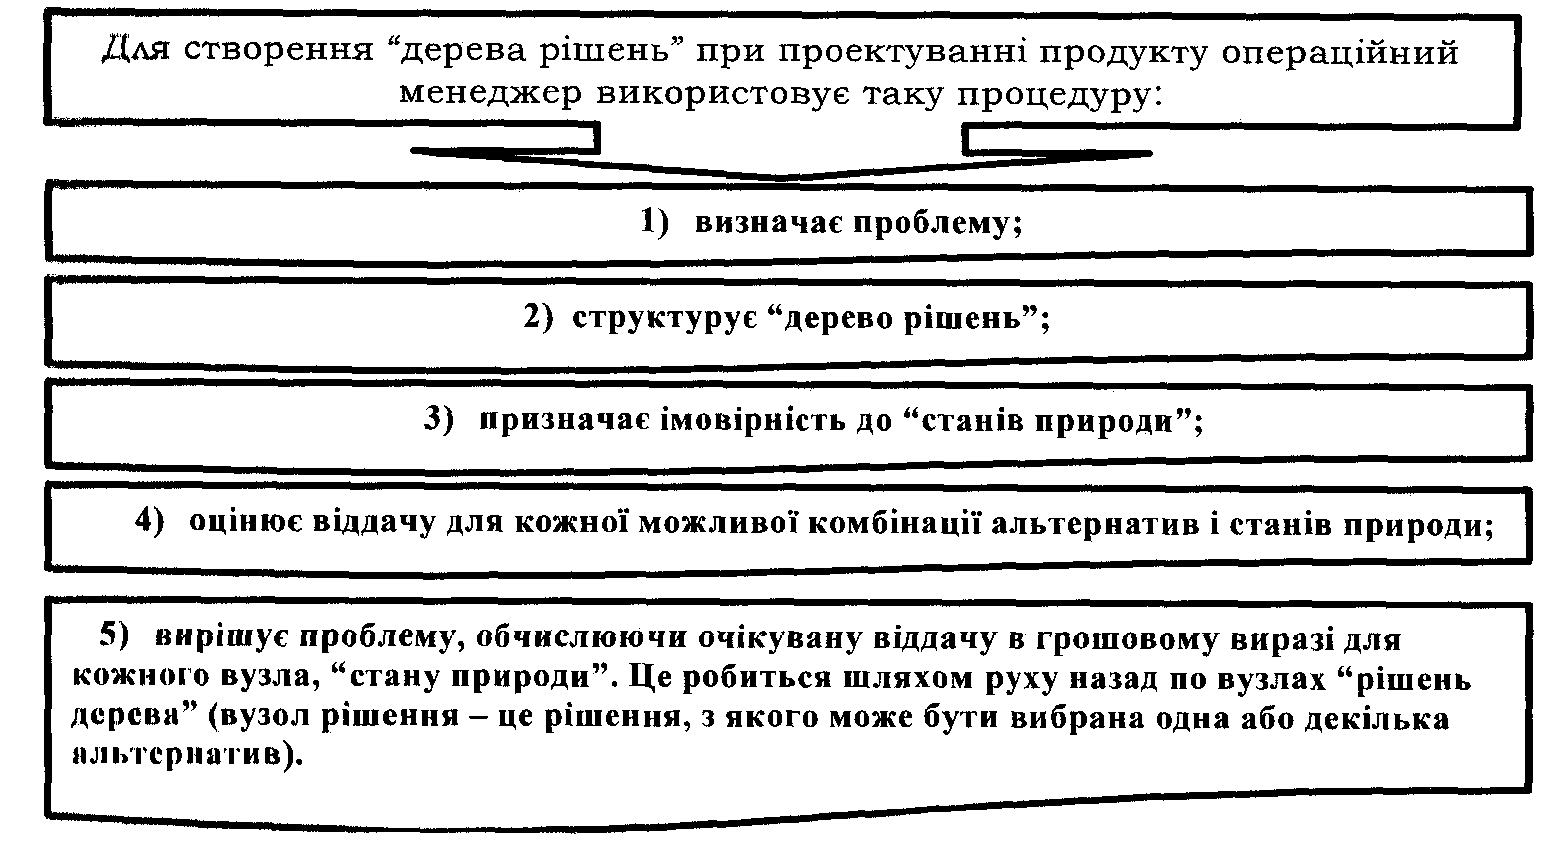 Для створення “дерева рішень” при проектуванні продукту операційний
менеджер використовує таку процедуру:
1) визначає проблему;
2) структурує “дерево рішень”;
3) призначає імовірність до “станів природи”;
4) оцінює віддачу для кожної можливої комбінації альтернатив і станів природи;
5) вирішує проблему, обчислюючи очікувану віддачу в грошовому виразі для
кожного вузла, “стану природи”. Це робиться шляхом руху назад по вузлах “рішень
дерева” (вузол рішення – це рішення, з якого може бути вибрана одна або декілька
альтернатив).